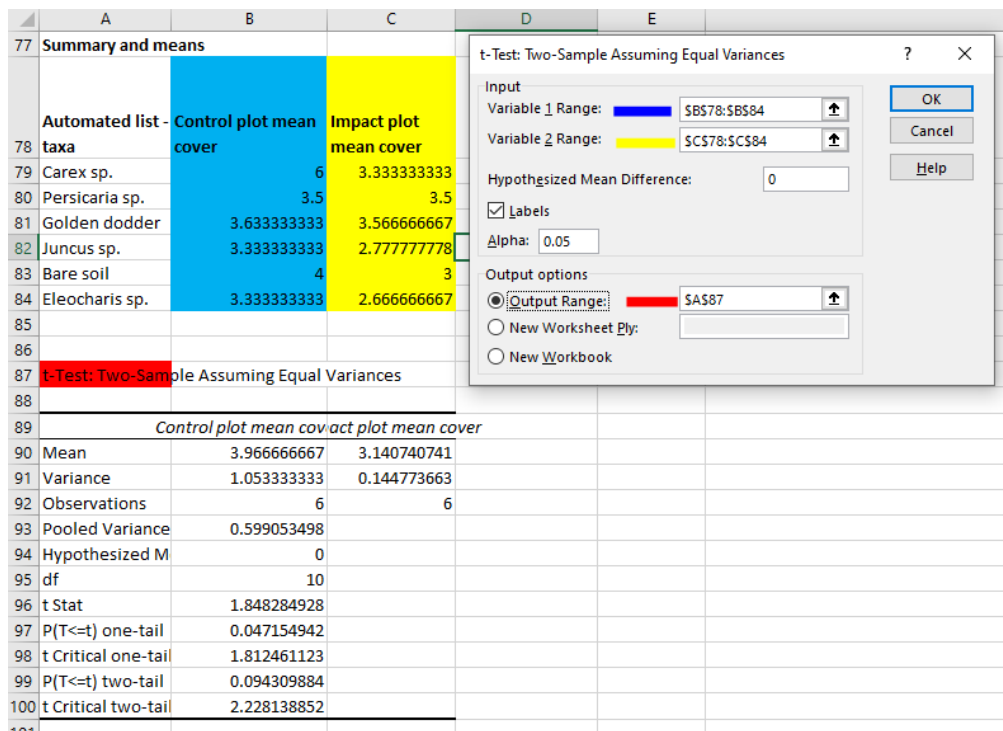 A B C D E
77 Summary and means
78 Automated list - taxa Control plot mean cover Impact plot mean cover
79 Carex sp. 6 3.333333333
80 Persicaria sp. 3.5 3.5
81 Golden dodder 3.633333333 3.566666667
82 Juncus sp. 3.333333333 2.777777778
83 Bare soil 4 3
84 Eleocharis sp. 3.333333333 2.666666667
85
86
87 t-Test: Two-Sample Assuming Equal Variances
88
89 Control plot mean cov act plot mean cover
90 Mean 3.966666667 3.140740741
91 Variance 1.053333333 0.144773663
92 Observations 6 6
93 Pooled Variance 0.599053498
94 Hypothesized M 0
95 df 10
96 t Stat 1.848284928
97 P(T<=t) one-tail 0.047154942
98 t Critical one-tail 1.812461123
99 P(T<=t) two-tail 0.094309884
100 t Critical two-tail 2.228138852
t-Test: Two-Sample Assuming Equal Variances ? ×
Input
Variable 1 Range: $B$78:$B$84
Variable 2 Range: $C$78:$C$84
Hypothesized Mean Difference: 0
Labels
Alpha: 0.05
Output options
Output Range: $A$87
New Worksheet Ply:
New Workbook
OK
Cancel
Help